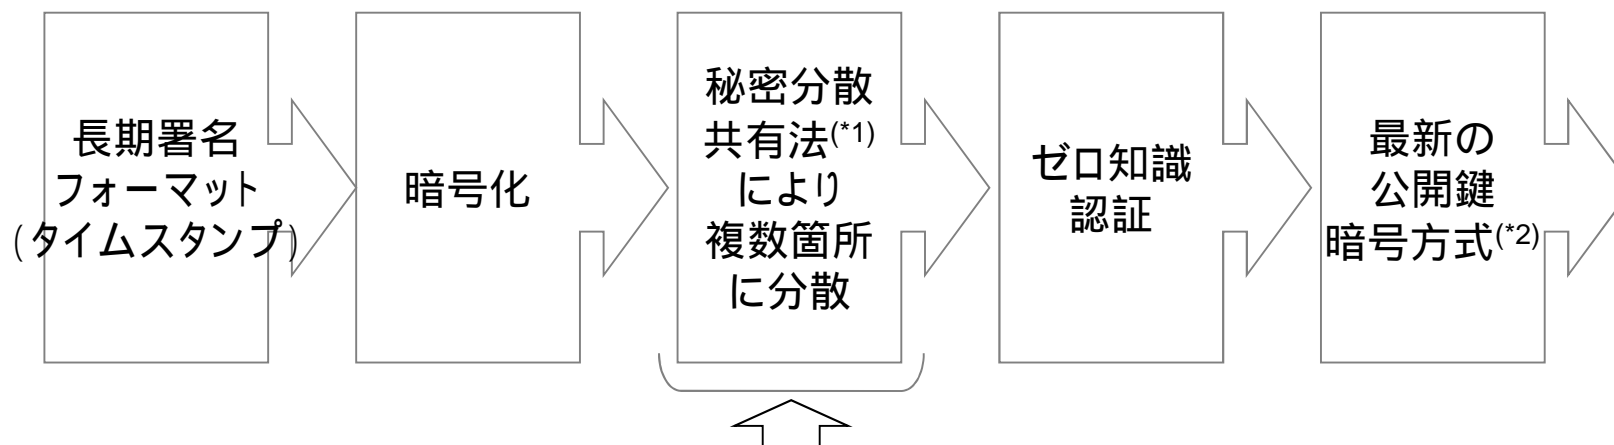 長期署名
フォーマット
(タイムスタンプ)
暗号化
秘密分散
共有法(*1)
により
複数箇所
に分散
ゼロ知識
認証
最新の
公開鍵
暗号方式(*2)